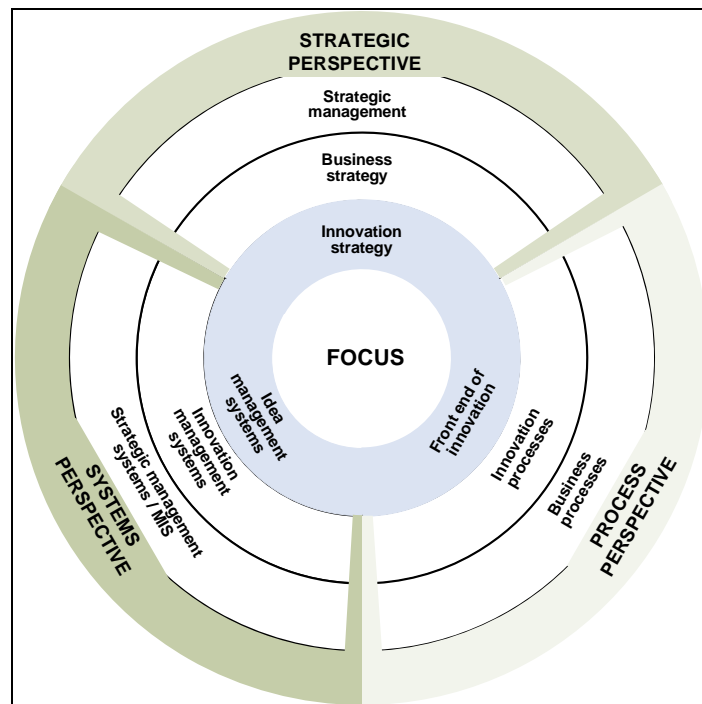 STRATEGIC
PERSPECTIVE
Strategic
management
Business
strategy
Innovation
strategy
FOCUS
Idea
management
systems
Innovation
management
systems
Strategic management
systems / MIS
SYSTEMS
PERSPECTIVE
Front end of
innovation
Innovation
processes
Business
processes
PROCESS
PERSPECTIVE